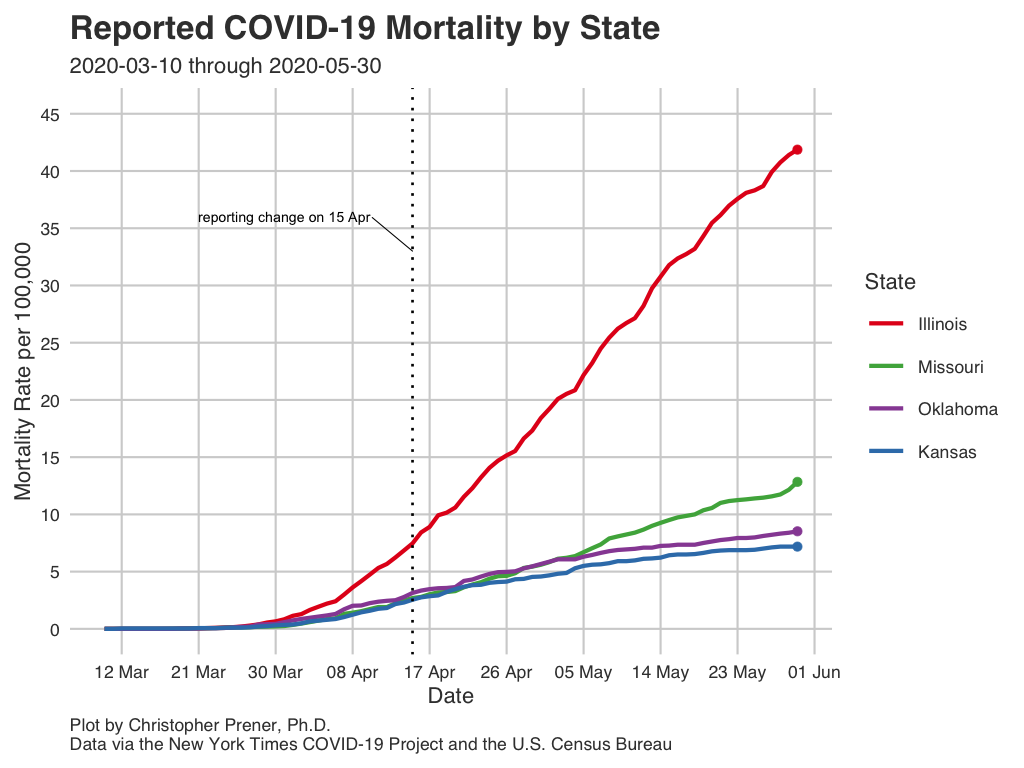 Reported COVID-19 Mortality by State
2020-03-10 through 2020-05-30
Mortality Rate per 100,000
45
40
35
30
25
20
15
10
5
0
reporting change on 15 Apr
12 Mar 21 Mar 30 Mar 08 Apr 17 Apr 26 Apr 05 May 14 May 23 May 01 Jun
Date
State
Illinois
Missouri
Oklahoma
Kansas
Plot by Christopher Prener, Ph.D.
Data via the New York Times COVID-19 Project and the U.S. Census Bureau